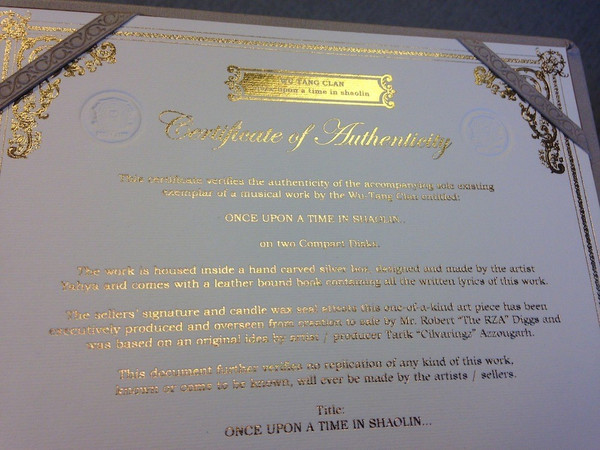 WU TANG CLAN
upon a time in shaolin
Certificate of Authenticity
This certificate verifies the authenticity of the accompanying sole existing
exemplar of a musical work by the Wu-Tang Clan entitled:
ONCE UPON A TIME IN SHAOLIN...
on two Compact Disks.
The work is housed inside a hand carved silver box, designed and made by the artist
Yahya and comes with a leather bound book containing all the written lyrics of this work.
The sellers' signature and candle wax seal attests this one-of-a-kind art piece has been
executively produced and overseen from creation to sale by Mr. Robert "The RZA" Diggs and
was based on an original idea by artist / producer Tarik "Cilvaringz" Azzougarh.
This document further verifies no replication of any kind of this work,
known or come to be known, will ever be made by the artists / sellers.
Title:
ONCE UPON A TIME IN SHAOLIN...